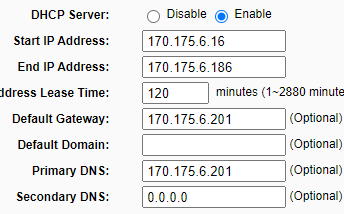 DHCP Server: Disable Enable
Start IP Address: 170.175.6.16
End IP Address: 170.175.6.186
ddress Lease Time: 120 minutes (1~2880 minute
Default Gateway: 170.175.6.201 (Optional)
Default Domain: (Optional)
Primary DNS: 170.175.6.201 (Optional)
Secondary DNS: 0.0.0.0 (Optional)